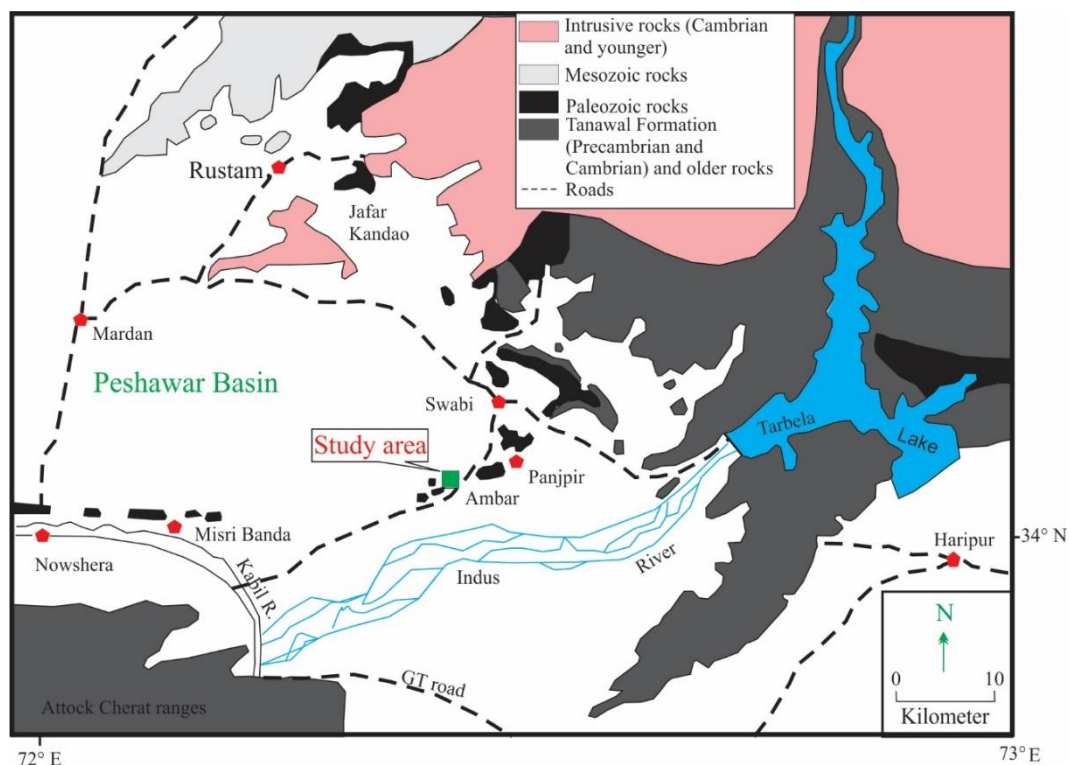 Intrusive rocks (Cambrian
and younger)
Mesozoic rocks
Paleozoic rocks
Tanawal Formation
(Precambrian and
Cambrian) and older rocks
Roads
Rustam
Jafar
Kandao
Mardan
Peshawar Basin
Swabi
Tarbela
Lake
Study area
Panjpir
Ambar
Misri Banda
Nowshera
Kabil R.
Indus
River
Haripur
34° N
N
0 10
Kilometer
GT road
Attock Cherat ranges
72° E
73° E